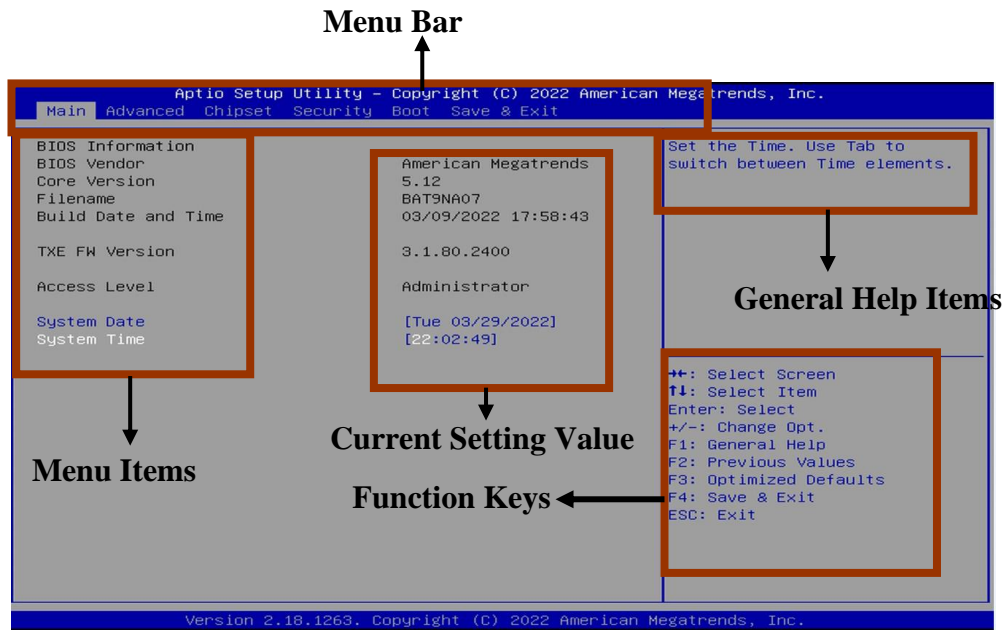 Menu Bar
Aptio Setup Utility – Copyright (C) 2022 American Megatrends, Inc.
Main Advanced Chipset Security Boot Save & Exit
BIOS Information
BIOS Vendor American Megatrends
Core Version 5.12
Filename BAT9NA07
Build Date and Time 03/09/2022 17:58:43
TXE FW Version 3.1.80.2400
Access Level Administrator
System Date [Tue 03/29/2022]
System Time [22:02:49]
Set the Time. Use Tab to
switch between Time elements.
General Help Items
→←: Select Screen
↑↓: Select Item
Enter: Select
+/-: Change Opt.
F1: General Help
F2: Previous Values
F3: Optimized Defaults
F4: Save & Exit
ESC: Exit
Current Setting Value
Menu Items
Function Keys
Version 2.18.1263. Copyright (C) 2022 American Megatrends, Inc.